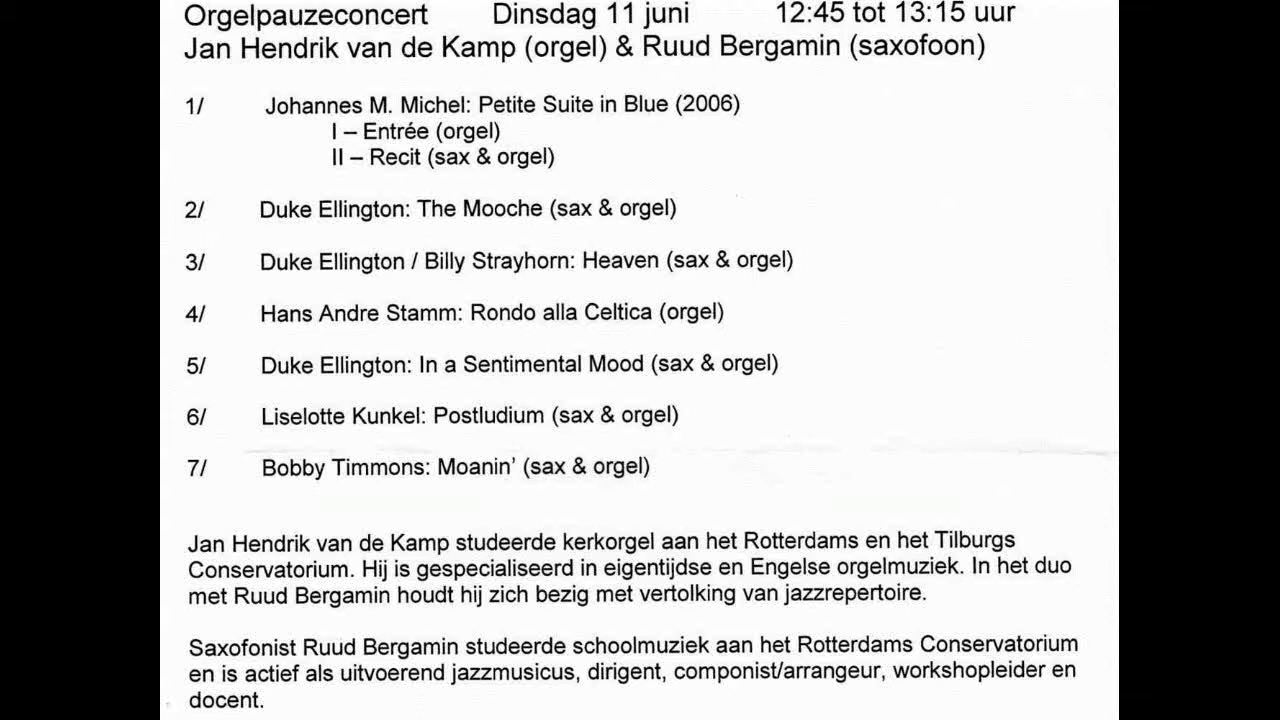 Orgelpauzeconcert Dinsdag 11 juni 12:45 tot 13:15 uur
Jan Hendrik van de Kamp (orgel) & Ruud Bergamin (saxofoon)
1/ Johannes M. Michel: Petite Suite in Blue (2006)
I – Entrée (orgel)
II – Recit (sax & orgel)
2/ Duke Ellington: The Mooche (sax & orgel)
3/ Duke Ellington / Billy Strayhorn: Heaven (sax & orgel)
4/ Hans Andre Stamm: Rondo alla Celtica (orgel)
5/ Duke Ellington: In a Sentimental Mood (sax & orgel)
6/ Liselotte Kunkel: Postludium (sax & orgel)
7/ Bobby Timmons: Moanin’ (sax & orgel)
Jan Hendrik van de Kamp studeerde kerkorgel aan het Rotterdams en het Tilburgs
Conservatorium. Hij is gespecialiseerd in eigentijdse en Engelse orgelmuziek. In het duo
met Ruud Bergamin houdt hij zich bezig met vertolking van jazzrepertoire.
Saxofonist Ruud Bergamin studeerde schoolmuziek aan het Rotterdams Conservatorium
en is actief als uitvoerend jazzmusicus, dirigent, componist/arrangeur, workshopleider en
docent.